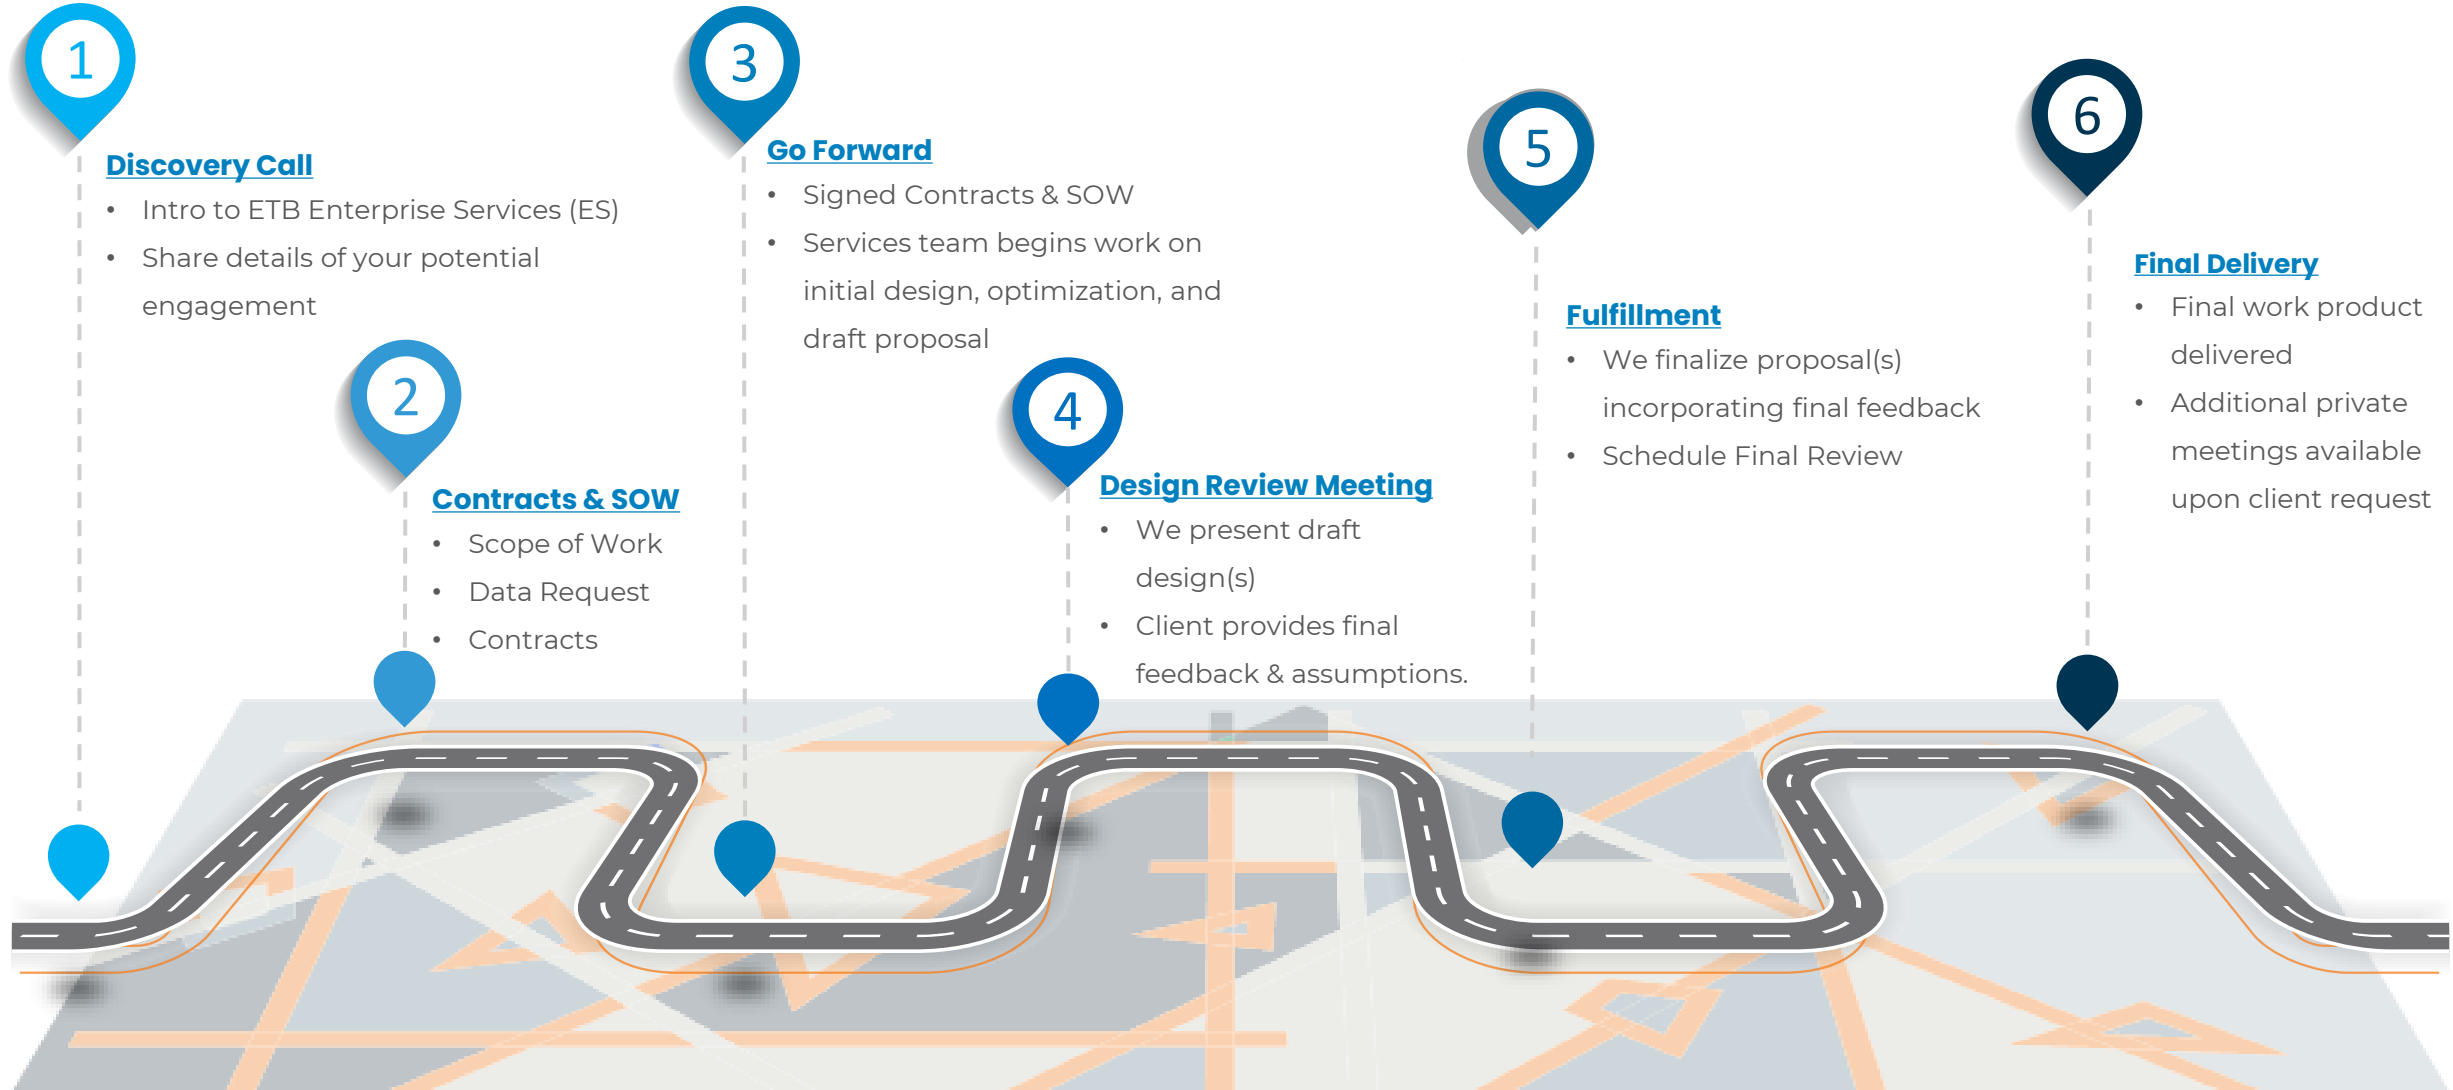 1
Discovery Call
• Intro to ETB Enterprise Services (ES)
• Share details of your potential
engagement
2
Contracts & SOW
• Scope of Work
• Data Request
• Contracts
3
Go Forward
• Signed Contracts & SOW
• Services team begins work on
initial design, optimization, and
draft proposal
4
Design Review Meeting
• We present draft
design(s)
• Client provides final
feedback & assumptions.
5
Fulfillment
• We finalize proposal(s)
incorporating final feedback
• Schedule Final Review
6
Final Delivery
• Final work product
delivered
• Additional private
meetings available
upon client request